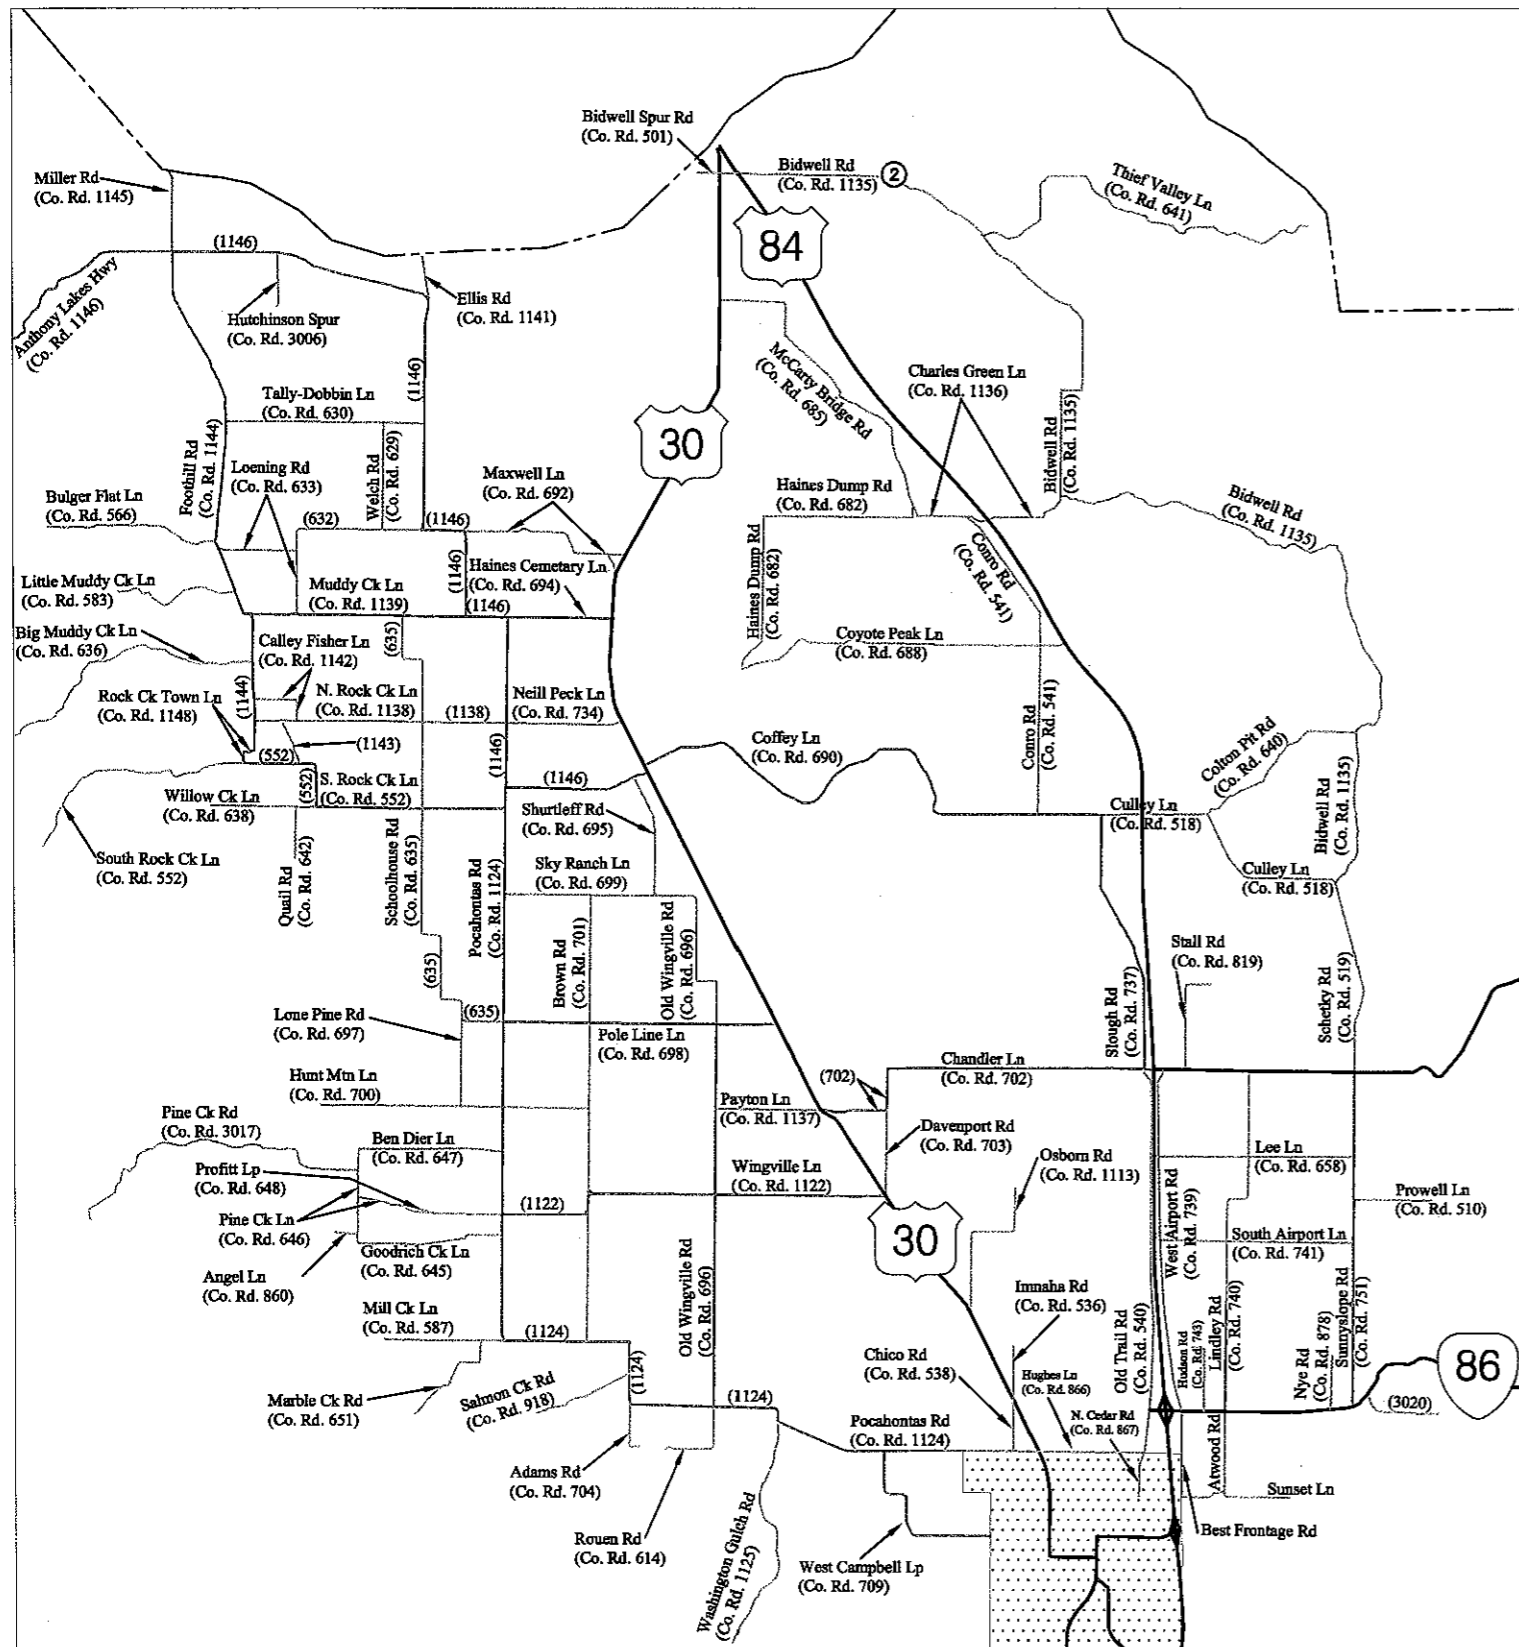 Bidwell Spur Rd
(Co. Rd. 501)
Bidwell Rd
(Co. Rd. 1135)
2
Thief Valley Ln
(Co. Rd. 641)
Miller Rd
(Co. Rd. 1145)
(1146)
84
Anthony Lakes Hwy
(Co. Rd. 1146)
Hutchinson Spur
(Co. Rd. 3006)
Ellis Rd
(Co. Rd. 1141)
(1146)
McCarty Bridge Rd
(Co. Rd. 685)
Charles Green Ln
(Co. Rd. 1136)
Tally-Dobbin Ln
(Co. Rd. 630)
30
Foothill Rd
(Co. Rd. 1144)
Welch Rd
(Co. Rd. 629)
Bidwell Rd
(Co. Rd. 1135)
Loening Rd
(Co. Rd. 633)
Maxwell Ln
(Co. Rd. 692)
Haines Dump Rd
(Co. Rd. 682)
Bulger Flat Ln
(Co. Rd. 566)
(632)
(1146)
Bidwell Rd
(Co. Rd. 1135)
Little Muddy Ck Ln
(Co. Rd. 583)
Muddy Ck Ln
(Co. Rd. 1139)
(1146)
Haines Cemetary Ln
(Co. Rd. 694)
(1146)
Haines Dump Rd
(Co. Rd. 682)
Conro Rd
(Co. Rd. 541)
Big Muddy Ck Ln
(Co. Rd. 636)
Calley Fisher Ln
(Co. Rd. 1142)
(635)
Coyote Peak Ln
(Co. Rd. 688)
Rock Ck Town Ln
(Co. Rd. 1148)
(1144)
N. Rock Ck Ln
(Co. Rd. 1138)
(1138)
Neill Peck Ln
(Co. Rd. 734)
(1143)
(552)
(1146)
Coffey Ln
(Co. Rd. 690)
Conro Rd
(Co. Rd. 541)
Colton Pit Rd
(Co. Rd. 640)
Willow Ck Ln
(Co. Rd. 638)
(552)
S. Rock Ck Ln
(Co. Rd. 552)
(1146)
Shurtleff Rd
(Co. Rd. 695)
Culley Ln
(Co. Rd. 518)
Bidwell Rd
(Co. Rd. 1135)
South Rock Ck Ln
(Co. Rd. 552)
Quail Rd
(Co. Rd. 642)
Schoolhouse Rd
(Co. Rd. 635)
Pocahontas Rd
(Co. Rd. 1124)
Sky Ranch Ln
(Co. Rd. 699)
Culley Ln
(Co. Rd. 518)
Brown Rd
(Co. Rd. 701)
Old Wingville Rd
(Co. Rd. 696)
Stall Rd
(Co. Rd. 819)
(635)
Slough Rd
(Co. Rd. 737)
Schetky Rd
(Co. Rd. 519)
Lone Pine Rd
(Co. Rd. 697)
(635)
Pole Line Ln
(Co. Rd. 698)
Hunt Mtn Ln
(Co. Rd. 700)
(702)
Chandler Ln
(Co. Rd. 702)
Pine Ck Rd
(Co. Rd. 3017)
Payton Ln
(Co. Rd. 1137)
Davenport Rd
(Co. Rd. 703)
Ben Dier Ln
(Co. Rd. 647)
Osborn Rd
(Co. Rd. 1113)
Lee Ln
(Co. Rd. 658)
Profitt Lp
(Co. Rd. 648)
Wingville Ln
(Co. Rd. 1122)
West Airport Rd
(Co. Rd. 739)
Prowell Ln
(Co. Rd. 510)
Pine Ck Ln
(Co. Rd. 646)
(1122)
30
South Airport Ln
(Co. Rd. 741)
Goodrich Ck Ln
(Co. Rd. 645)
Angel Ln
(Co. Rd. 860)
Old Wingville Rd
(Co. Rd. 696)
Imnaha Rd
(Co. Rd. 536)
Mill Ck Ln
(Co. Rd. 587)
(1124)
Old Trail Rd
(Co. Rd. 540)
Hudson Rd
(Co. Rd. 743)
Lindley Rd
(Co. Rd. 740)
Nye Rd
(Co. Rd. 878)
Sunnyslope Rd
(Co. Rd. 751)
86
Chico Rd
(Co. Rd. 538)
Hughes Ln
(Co. Rd. 866)
(1124)
Marble Ck Rd
(Co. Rd. 651)
Salmon Ck Rd
(Co. Rd. 918)
(1124)
Pocahontas Rd
(Co. Rd. 1124)
N. Cedar Rd
(Co. Rd. 867)
(3020)
Atwood Rd
Adams Rd
(Co. Rd. 704)
Sunset Ln
Rouen Rd
(Co. Rd. 614)
Washington Gulch Rd
(Co. Rd. 1125)
West Campbell Lp
(Co. Rd. 709)
Best Frontage Rd